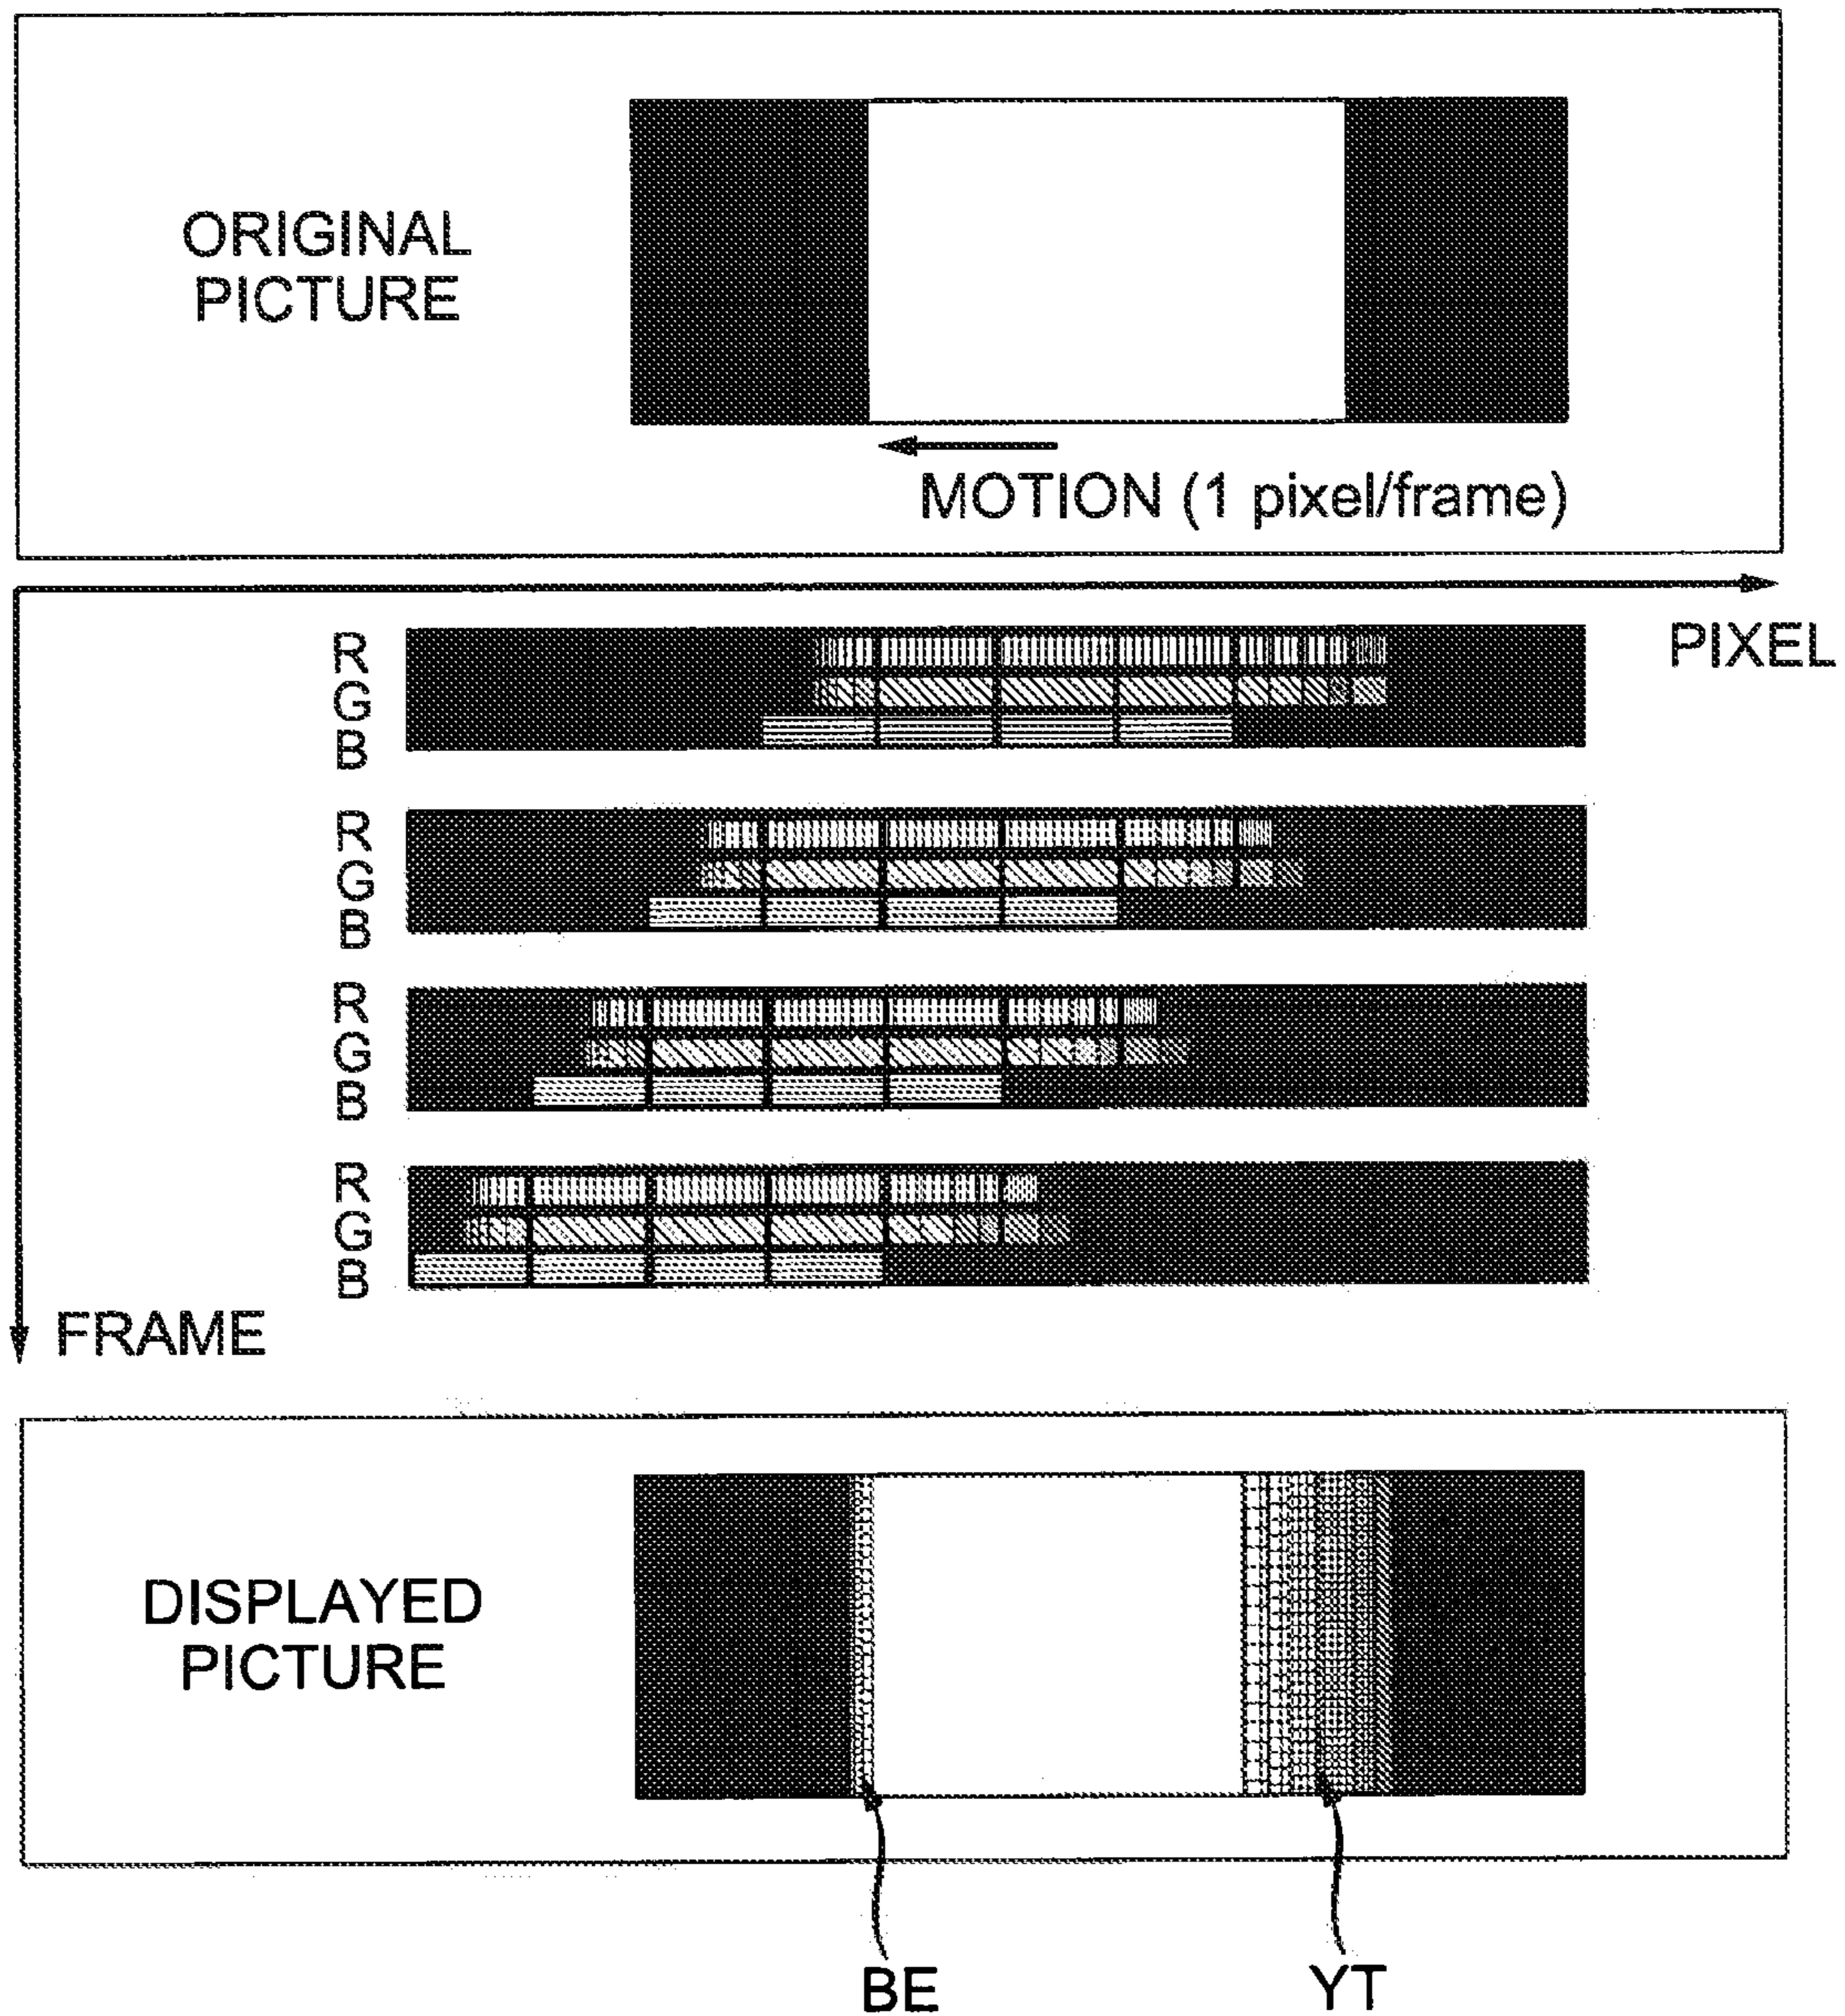 ORIGINAL
PICTURE
MOTION (1 pixel/frame)
PIXEL
R
G
B
R
G
B
R
G
B
R
G
B
FRAME
DISPLAYED
PICTURE
BE
YT